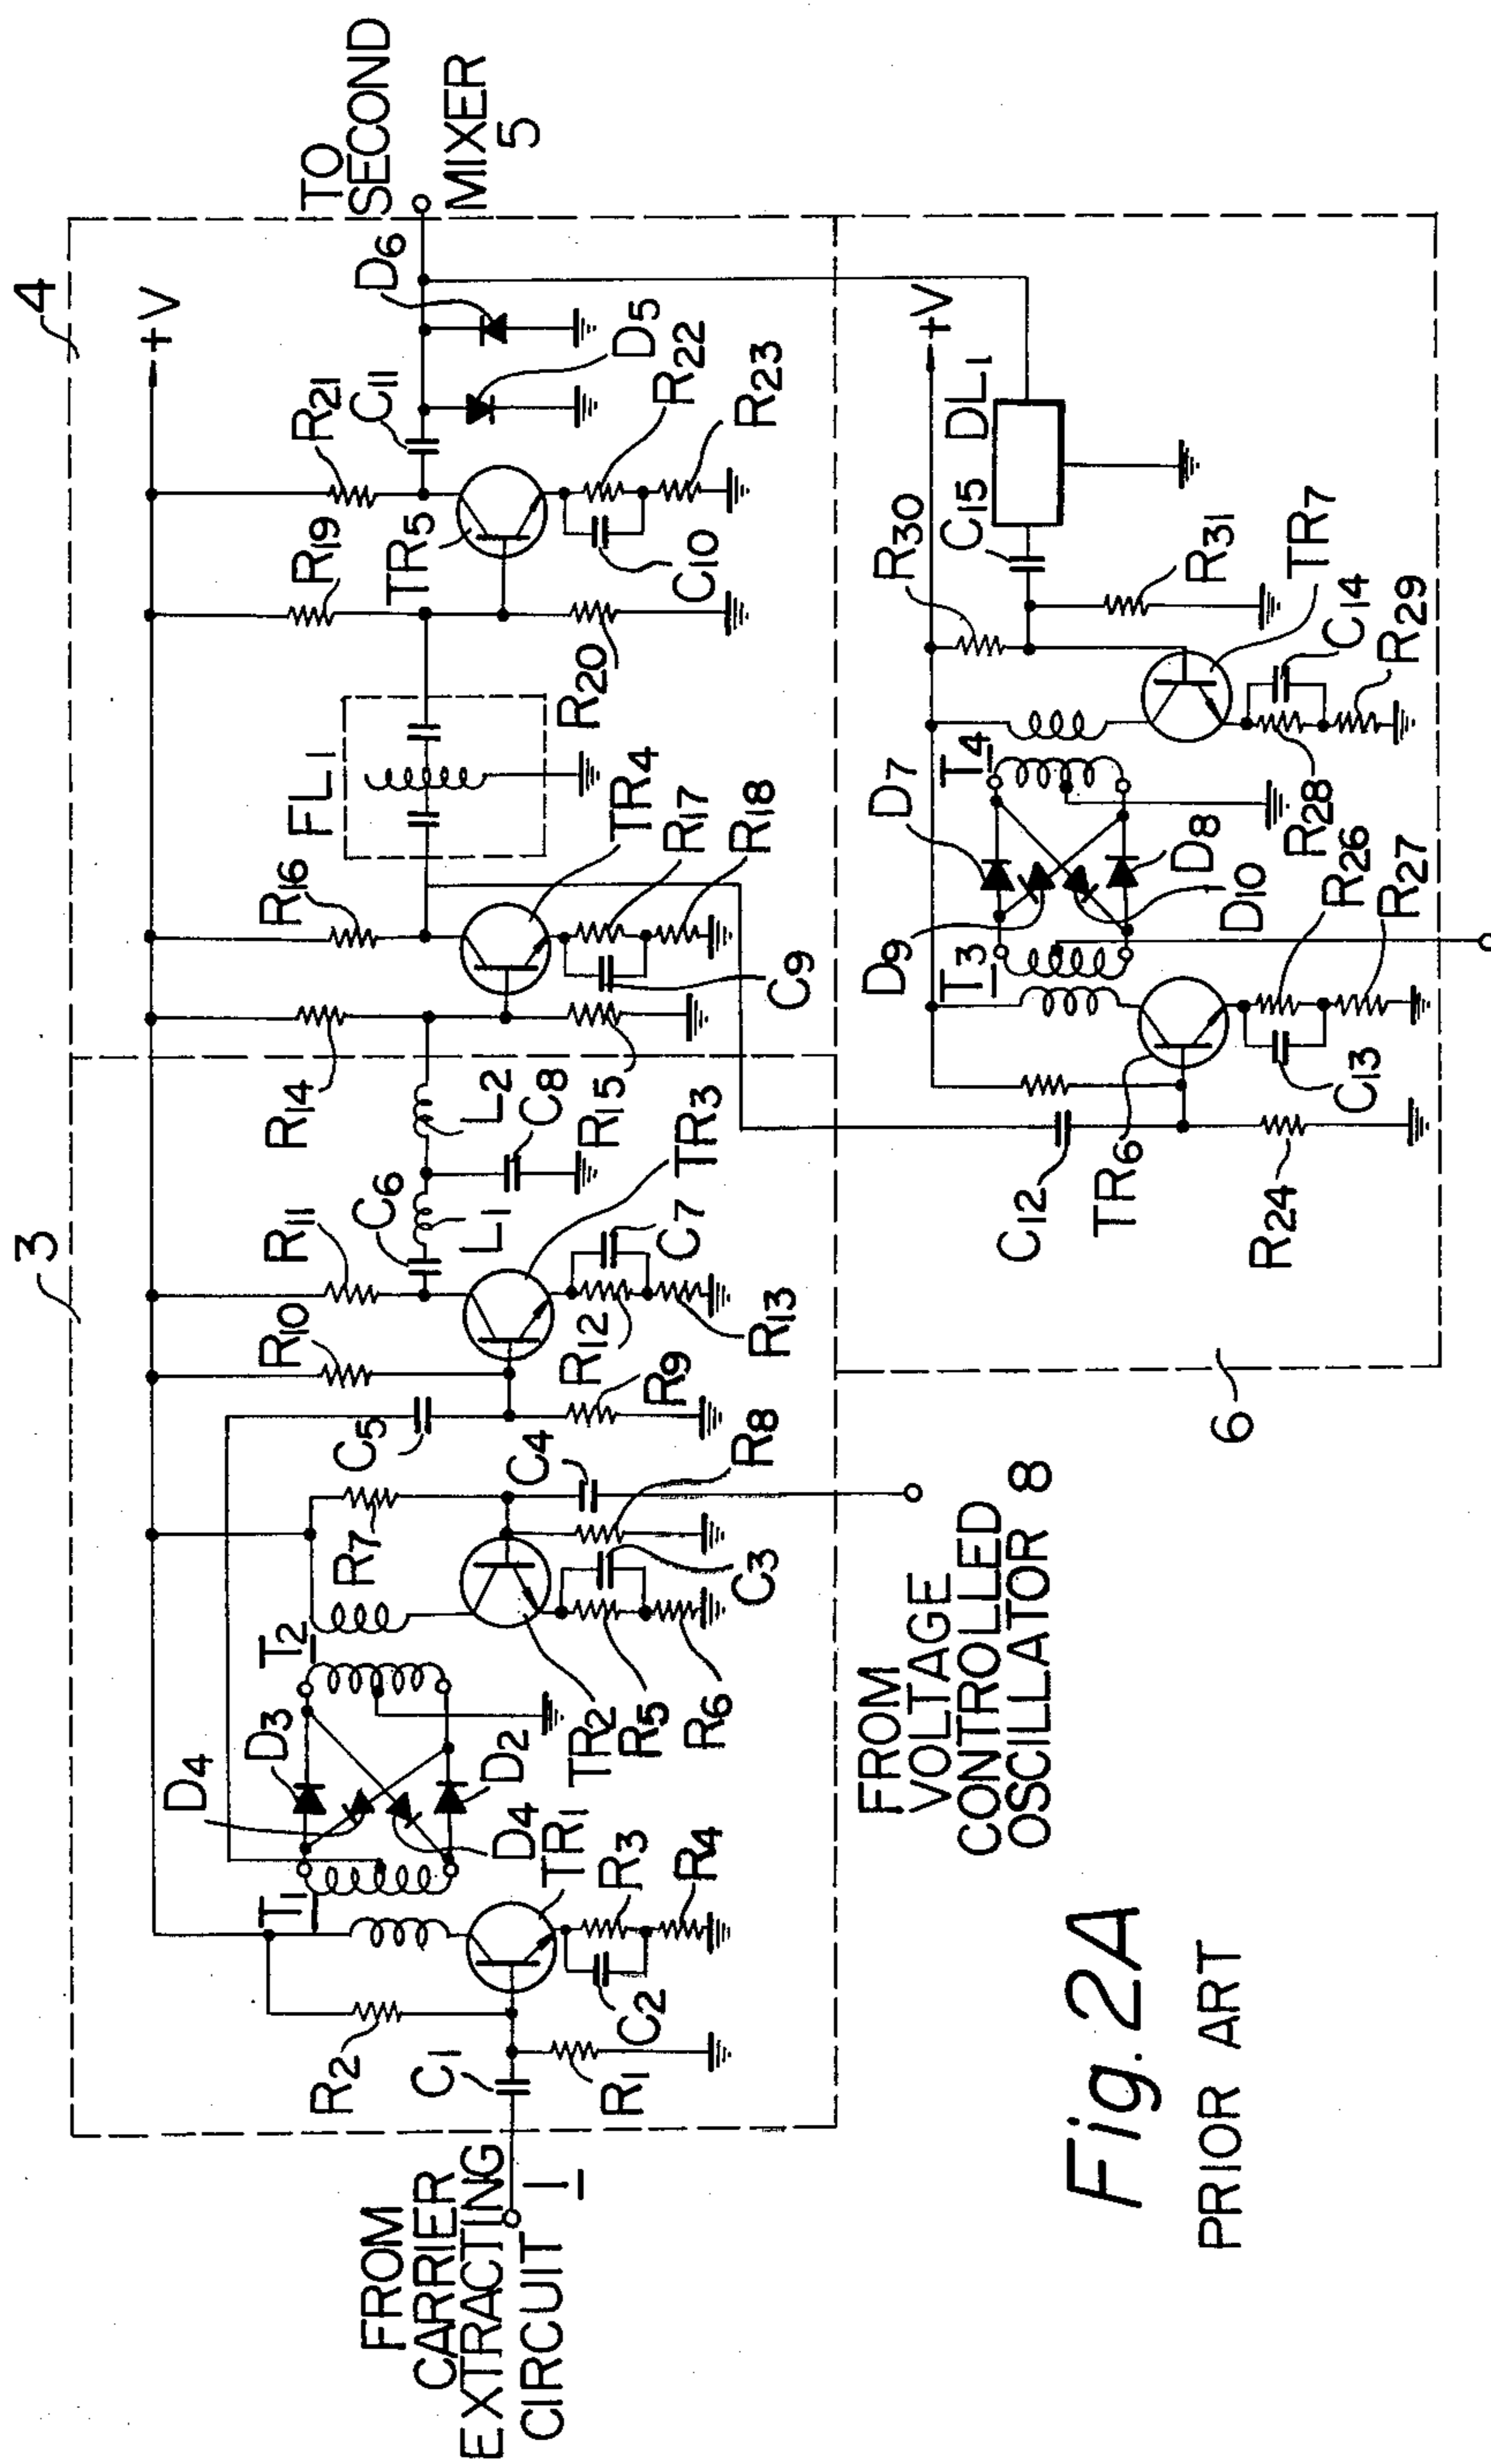 3
4
+V
TO
SECOND
MIXER
5
R21
C11
D6
D5
R22
R23
R19
TR5
C10
R20
FL1
R16
TR4
R17
R18
C9
R14
R15
L2
C8
TR3
C6
L1
R11
R10
C7
R12
R13
R9
C5
R8
C4
R7
T2
C3
D3
D4
D2
D4
TR2
R5
R6
T1
TR1
R3
R4
R2
C1
C2
R1
FROM
CARRIER
EXTRACTING
CIRCUIT 1
FROM
VOLTAGE
CONTROLLED
OSCILLATOR 8
+V
DL1
C15
R30
R31
TR7
C14
R29
T4
D7
R28
D8
D10
R26
R27
D9
T3
C13
TR6
C12
R24
6
Fig. 2A
PRIOR ART